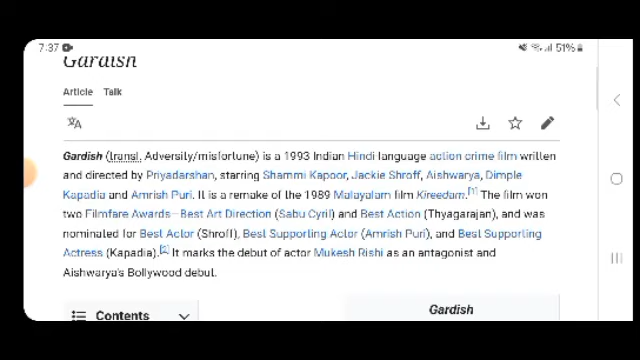 7:37
51%
Gardish
Article Talk
Gardish (transl. Adversity/misfortune) is a 1993 Indian Hindi language action crime film written
and directed by Priyadarshan, starring Shammi Kapoor, Jackie Shroff, Aishwarya, Dimple
Kapadia and Amrish Puri. It is a remake of the 1989 Malayalam film Kireedam.[1] The film won
two Filmfare Awards—Best Art Direction (Sabu Cyril) and Best Action (Thyagarajan), and was
nominated for Best Actor (Shroff), Best Supporting Actor (Amrish Puri), and Best Supporting
Actress (Kapadia).[2] It marks the debut of actor Mukesh Rishi as an antagonist and
Aishwarya's Bollywood debut.
Contents
Gardish